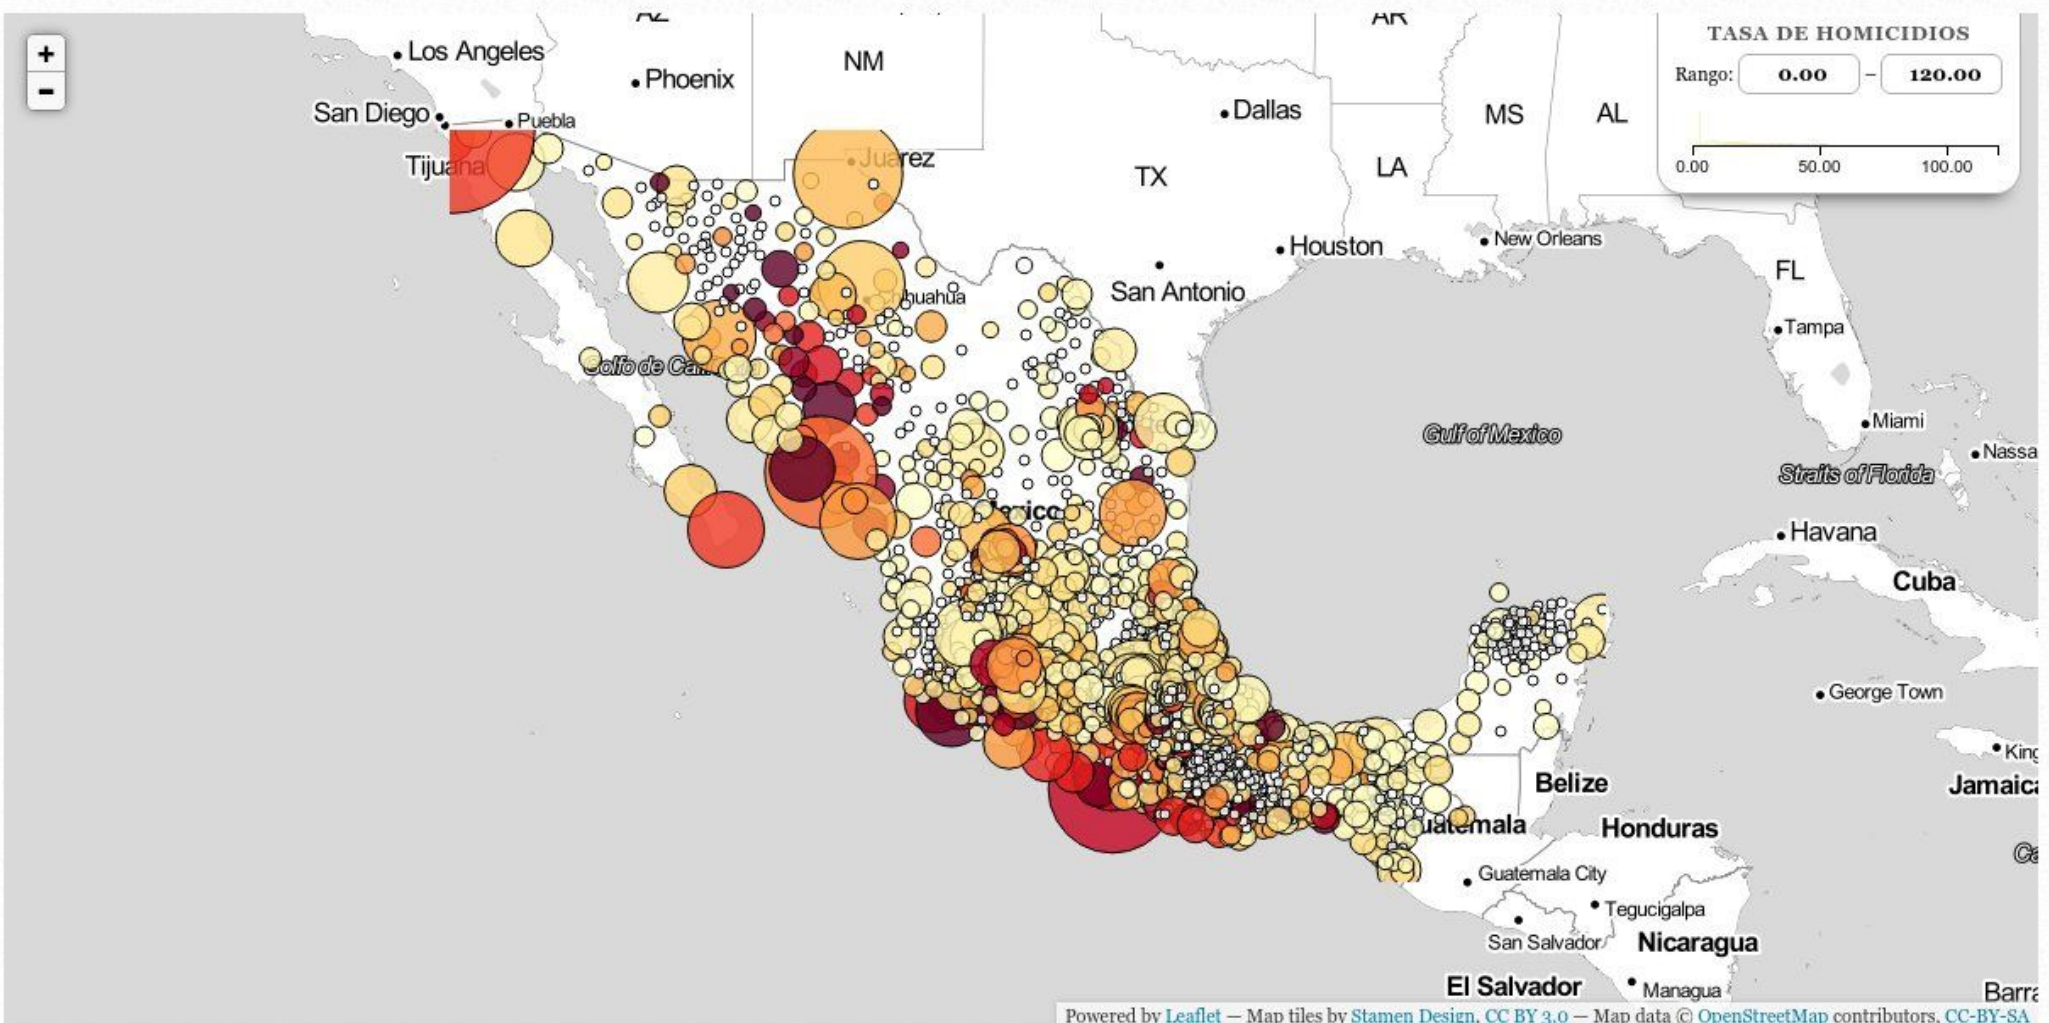 AZ
AR
TASA DE HOMICIDIOS
+
Los Angeles
NM
Rango: 0.00 – 120.00
Phoenix
−
San Diego
Puebla
Dallas
MS
AL
Tijuana
Juarez
TX
LA
0.00 50.00 100.00
Houston
New Orleans
FL
San Antonio
Tampa
Gulf of Mexico
Miami
Nassa
Straits of Florida
Havana
Cuba
George Town
King
Belize
Jamaica
Honduras
Guatemala City
Tegucigalpa
San Salvador
Nicaragua
El Salvador
Managua
Barra
Powered by Leaflet — Map tiles by Stamen Design, CC BY 3.0 — Map data © OpenStreetMap contributors, CC-BY-SA